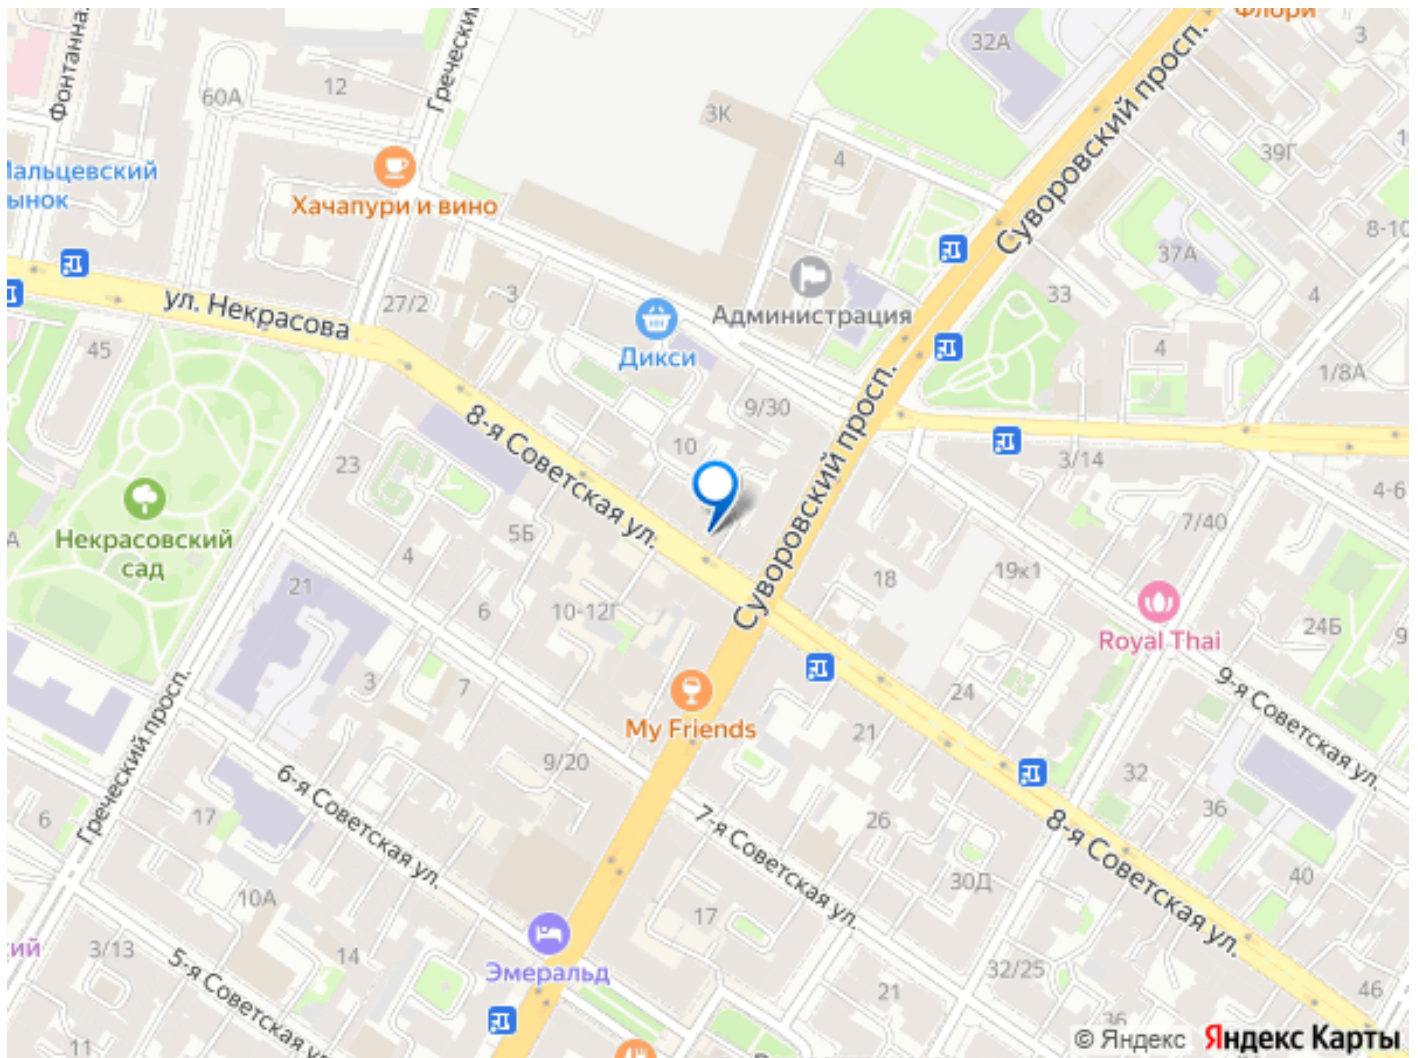 Флори
32А
3
Фонтанна
12
Греческий
60А
3К
Суворовский просп.
39Г
4
Мальцевский
рынок
Хачапури и вино
8-10
37А
ул. Некрасова
27/2
3
33
4
Администрация
Дикси
45
4
1/8А
9/30
8-я Советская ул.
10
Суворовский просп.
3/14
23
4-6
7/40
Некрасовский
сад
5Б
А
4
21
18
19к1
6
10-12Г
Royal Thai
24Б
9
3
7
24
9-я Советская ул.
Греческий просп.
My Friends
21
9/20
32
6-я Советская ул.
17
6
36
7-я Советская ул.
26
8-я Советская ул.
30Д
40
10А
17
ий
3/13
14
5-я Советская ул.
Эмеральд
32/25
21
46
36
11
© Яндекс Яндекс Карты